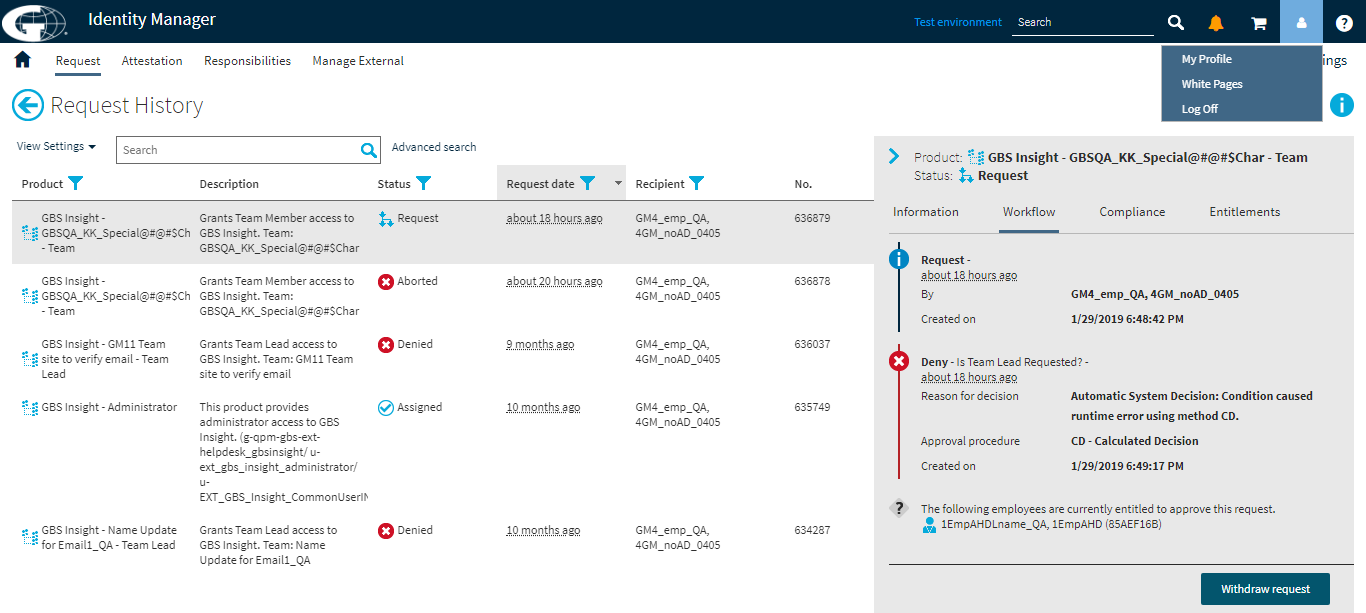 Identity Manager
Test environment
Search
?
Request
Attestation
Responsibilities
Manage External
ings
My Profile
White Pages
Log Off
Request History
i
View Settings
Search
Advanced search
Product
Description
Status
Request date
Recipient
No.
GBS Insight -
GBSQA_KK_Special@#@#$Ch
- Team
Grants Team Member access to
GBS Insight. Team:
GBSQA_KK_Special@#@#$Char
Request
about 18 hours ago
GM4_emp_QA,
4GM_noAD_0405
636879
GBS Insight -
GBSQA_KK_Special@#@#$Ch
- Team
Grants Team Member access to
GBS Insight. Team:
GBSQA_KK_Special@#@#$Char
Aborted
about 20 hours ago
GM4_emp_QA,
4GM_noAD_0405
636878
GBS Insight - GM11 Team
site to verify email - Team
Lead
Grants Team Lead access to
GBS Insight. Team: GM11 Team
site to verify email
Denied
9 months ago
GM4_emp_QA,
4GM_noAD_0405
636037
GBS Insight - Administrator
This product provides
administrator access to GBS
Insight. (g-qpm-gbs-ext-
helpdesk_gbsinsight/ u-
ext_gbs_insight_administrator/
u-
EXT_GBS_Insight_CommonUserIN
Assigned
10 months ago
GM4_emp_QA,
4GM_noAD_0405
635749
GBS Insight - Name Update
for Email1_QA - Team Lead
Grants Team Lead access to
GBS Insight. Team: Name
Update for Email1_QA
Denied
10 months ago
GM4_emp_QA,
4GM_noAD_0405
634287
Product: GBS Insight - GBSQA_KK_Special@#@#$Char - Team
Status: Request
Information
Workflow
Compliance
Entitlements
i
Request -
about 18 hours ago
By GM4_emp_QA, 4GM_noAD_0405
Created on 1/29/2019 6:48:42 PM
Deny - Is Team Lead Requested? -
about 18 hours ago
Reason for decision Automatic System Decision: Condition caused
runtime error using method CD.
Approval procedure CD - Calculated Decision
Created on 1/29/2019 6:49:17 PM
?
The following employees are currently entitled to approve this request.
1EmpAHDLname_QA, 1EmpAHD (85AEF16B)
Withdraw request